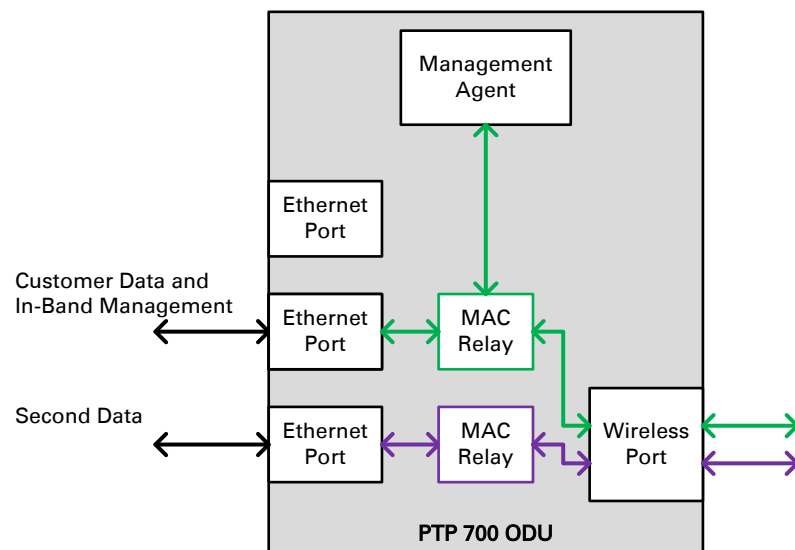 Management
Agent
Ethernet
Port
Customer Data and
In-Band Management
Ethernet
Port
MAC
Relay
Second Data
Ethernet
Port
MAC
Relay
Wireless
Port
PTP 700 ODU